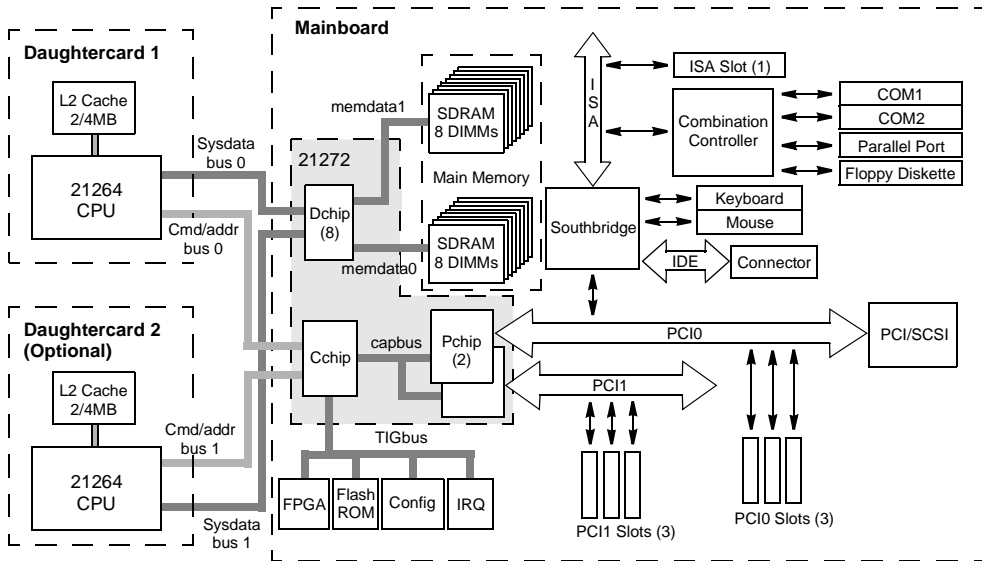 Daughtercard 1
L2 Cache
2/4MB
21264
CPU
Sysdata
bus 0
Cmd/addr
bus 0
Daughtercard 2
(Optional)
L2 Cache
2/4MB
21264
CPU
Cmd/addr
bus 1
Sysdata
bus 1
Mainboard
memdata1
21272
Dchip
(8)
memdata0
SDRAM
8 DIMMs
Main Memory
SDRAM
8 DIMMs
Cchip
capbus
Pchip
(2)
TIGbus
FPGA
Flash
ROM
Config
IRQ
ISA
ISA Slot (1)
Combination
Controller
COM1
COM2
Parallel Port
Floppy Diskette
Southbridge
Keyboard
Mouse
IDE
Connector
PCI0
PCI/SCSI
PCI1
PCI1 Slots (3)
PCI0 Slots (3)